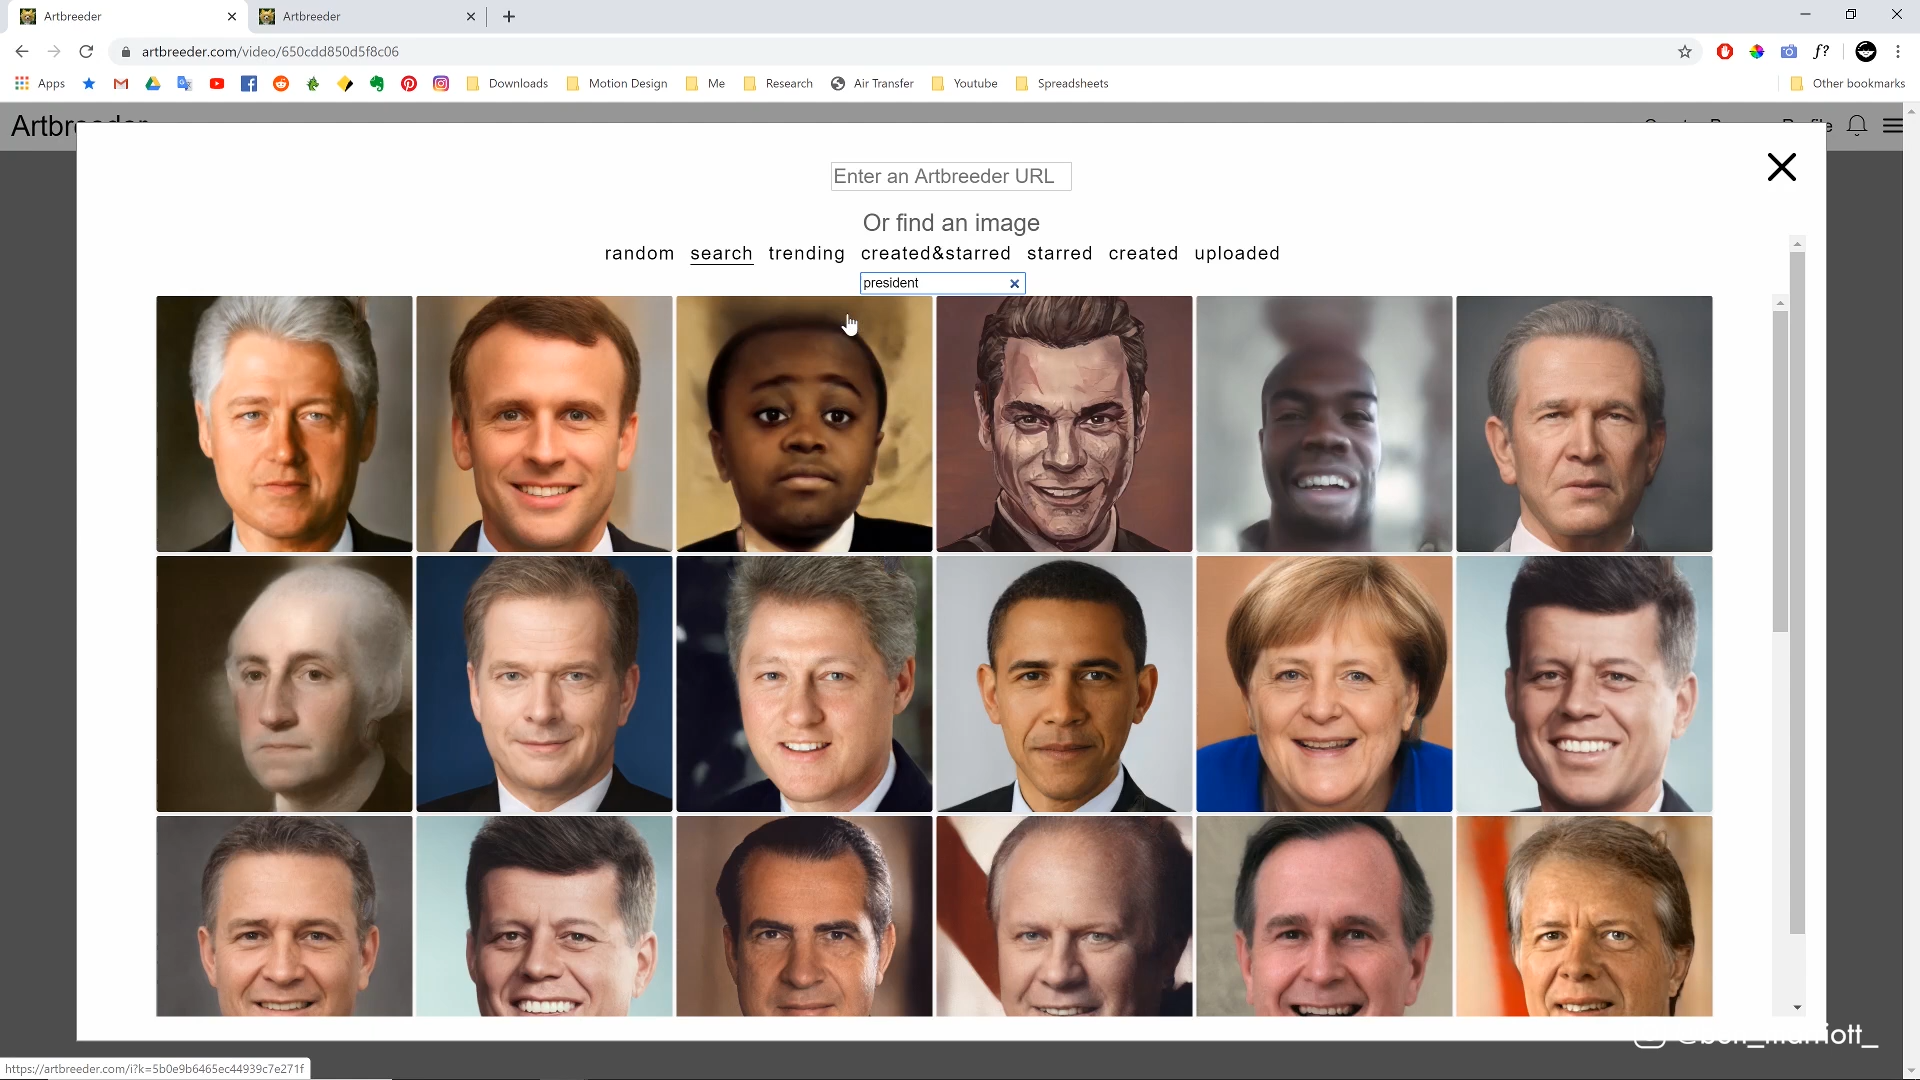 Artbreeder
Artbreeder
artbreeder.com/video/650cdd850d5f8c06
f?
Apps
Downloads
Motion Design
Me
Research
Air Transfer
Youtube
Spreadsheets
Other bookmarks
Artbreeder
Enter an Artbreeder URL
Or find an image
random search trending created&starred starred created uploaded
president
https://artbreeder.com/i?k=5b0e9b6465ec44939c7e271f